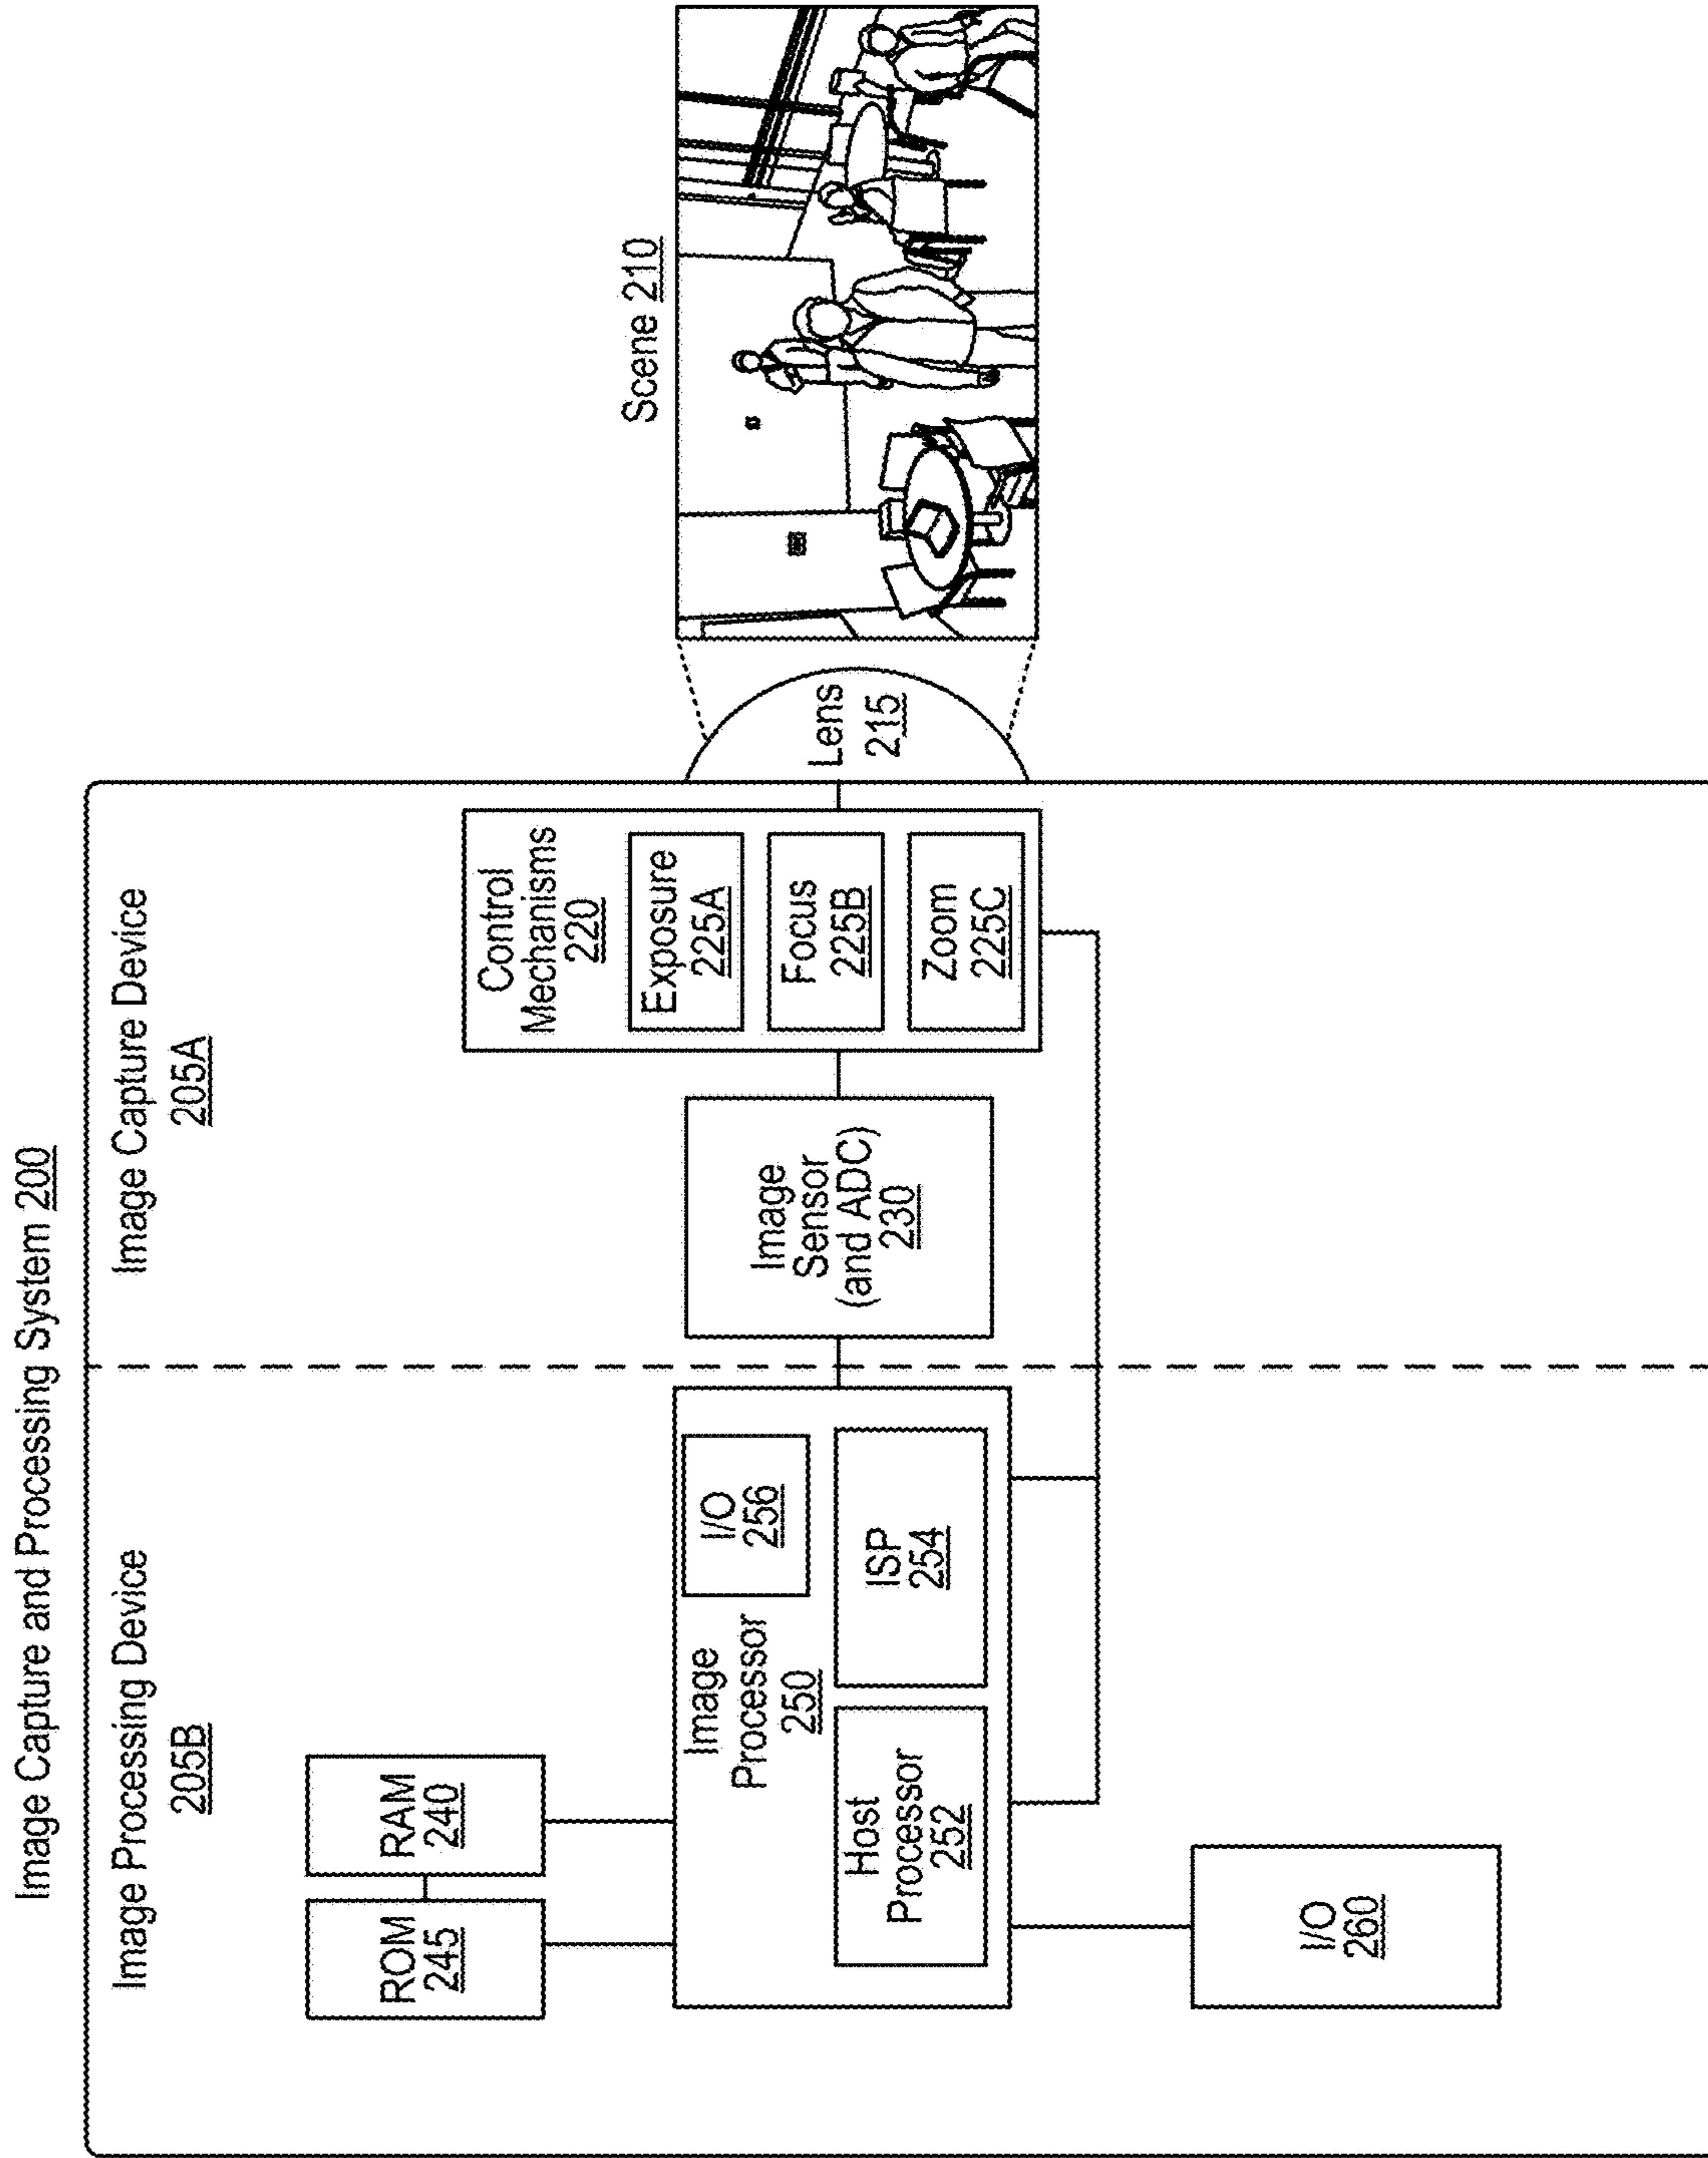 Image Capture and Processing System 200
Image Processing Device
205B
Image Capture Device
205A
ROM
245
RAM
240
Image
Processor
250
I/O
256
Host
Processor
252
ISP
254
I/O
260
Image
Sensor
(and ADC)
230
Control
Mechanisms
220
Exposure
225A
Focus
225B
Zoom
225C
Lens
215
Scene 210